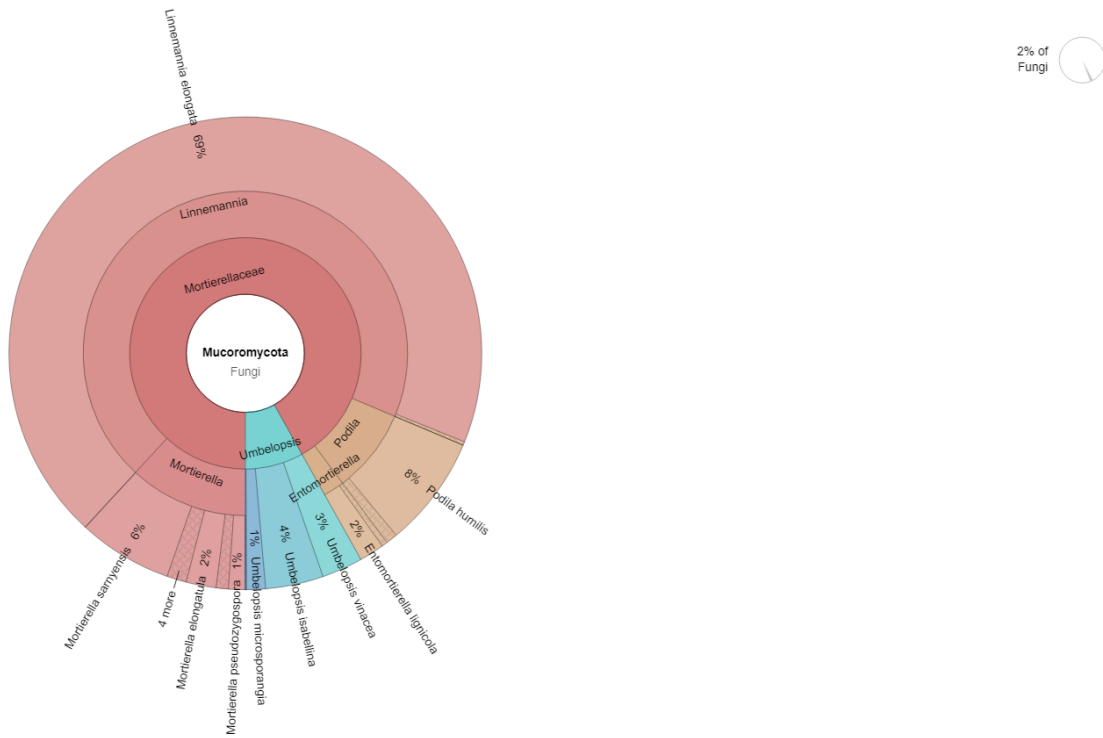 2% of
Fungi
Linnemannia elongata 69%
Linnemannia
Mortierellaceae
Mucoromycota
Fungi
Umbelopsis
Podila
Entomortierella
Mortierella
8% Podila humilis
2% Entomortierella lignicola
3% Umbelopsis vinacea
4% Umbelopsis isabellina
1% Umbelopsis microsporangia
Mortierella pseudozygospora 1%
Mortierella elongatula 2%
4 more
Mortierella sarnyensis 6%